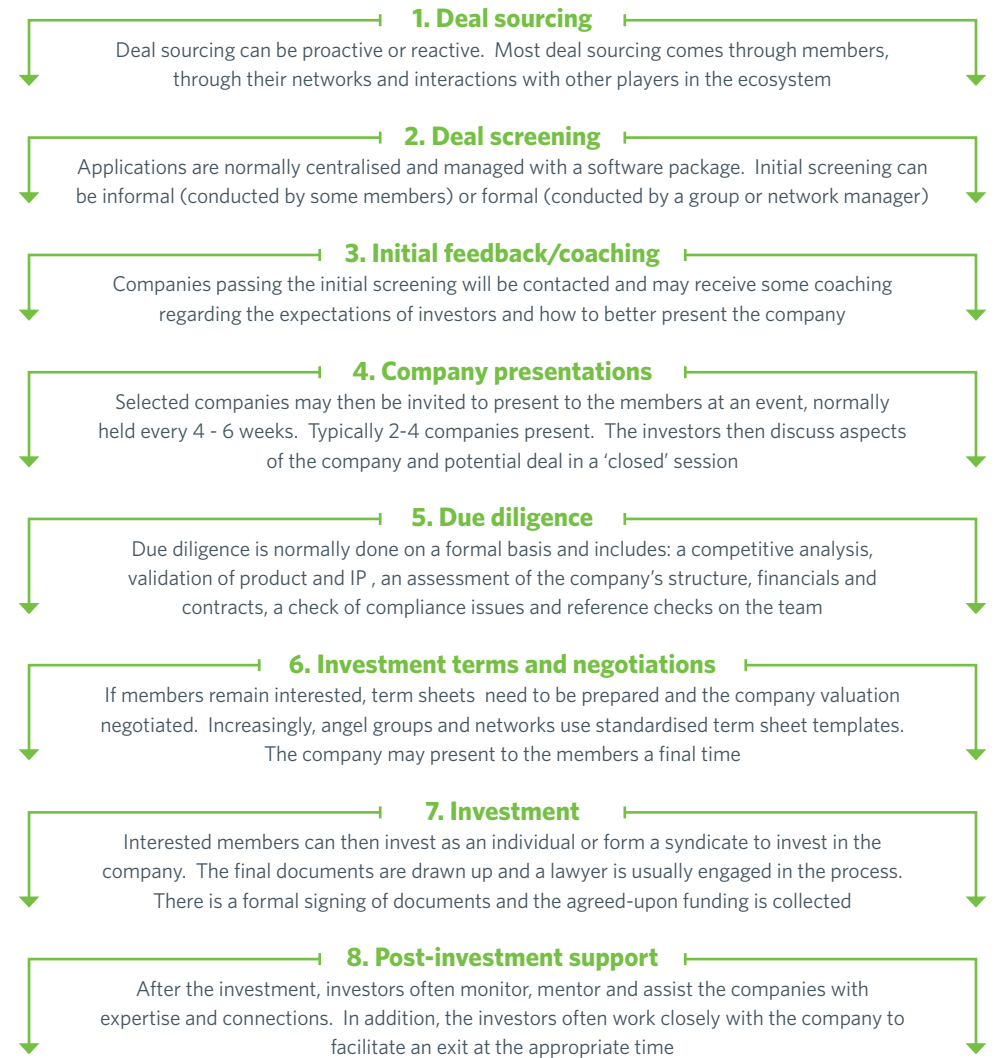 1. Deal sourcing
Deal sourcing can be proactive or reactive.  Most deal sourcing comes through members,
through their networks and interactions with other players in the ecosystem
2. Deal screening
Applications are normally centralised and managed with a software package.  Initial screening can
be informal (conducted by some members) or formal (conducted by a group or network manager)
3. Initial feedback/coaching
Companies passing the initial screening will be contacted and may receive some coaching
regarding the expectations of investors and how to better present the company
4. Company presentations
Selected companies may then be invited to present to the members at an event, normally
held every 4 - 6 weeks.  Typically 2-4 companies present.  The investors then discuss aspects
of the company and potential deal in a ‘closed’ session
5. Due diligence
Due diligence is normally done on a formal basis and includes: a competitive analysis,
validation of product and IP , an assessment of the company’s structure, financials and
contracts, a check of compliance issues and reference checks on the team
6. Investment terms and negotiations
If members remain interested, term sheets  need to be prepared and the company valuation
negotiated.  Increasingly, angel groups and networks use standardised term sheet templates.
The company may present to the members a final time
7. Investment
Interested members can then invest as an individual or form a syndicate to invest in the
company.  The final documents are drawn up and a lawyer is usually engaged in the process.
There is a formal signing of documents and the agreed-upon funding is collected
8. Post-investment support
After the investment, investors often monitor, mentor and assist the companies with
expertise and connections.  In addition, the investors often work closely with the company to
facilitate an exit at the appropriate time